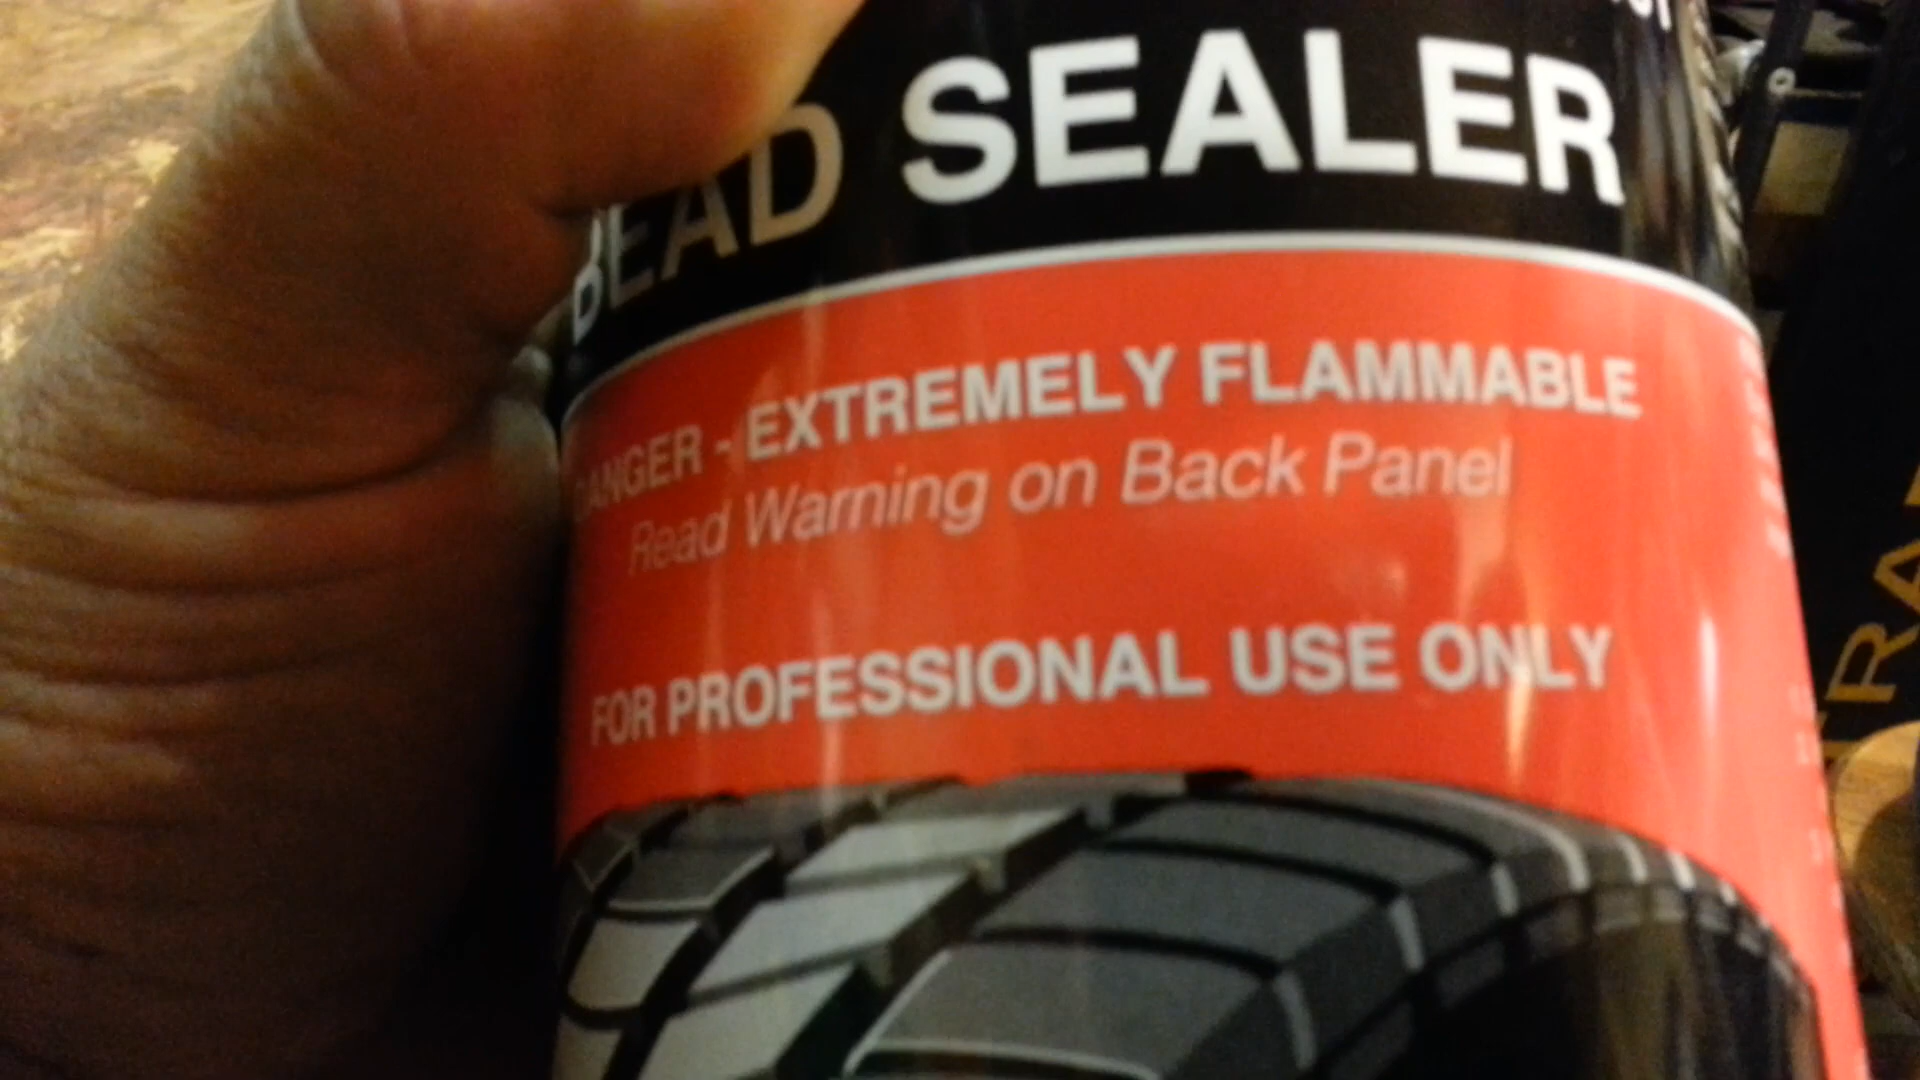 BEAD SEALER
DANGER - EXTREMELY FLAMMABLE
Read Warning on Back Panel
FOR PROFESSIONAL USE ONLY